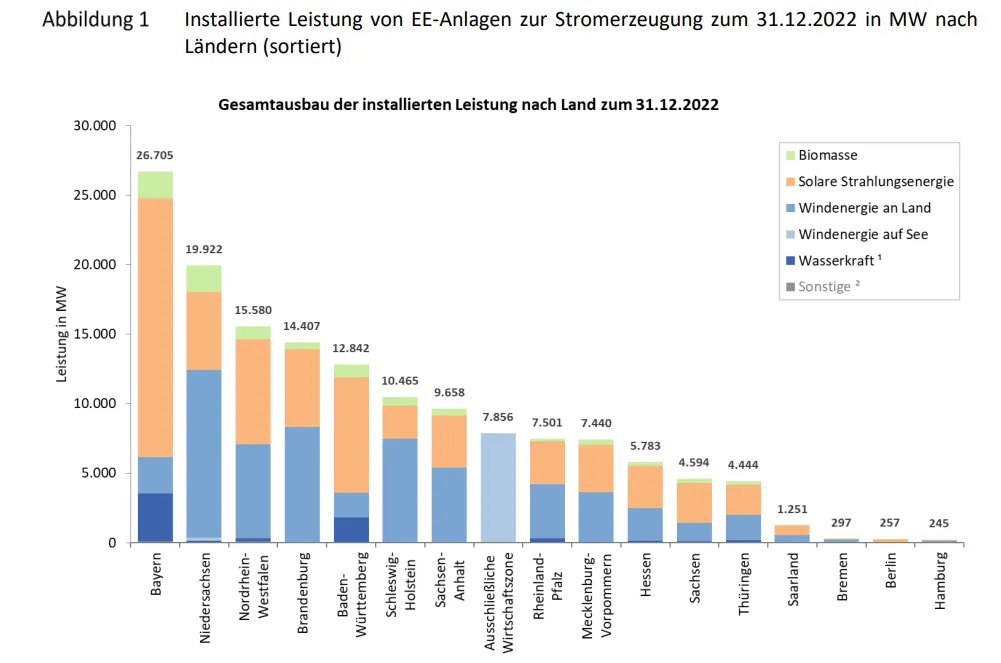 Abbildung 1 Installierte Leistung von EE-Anlagen zur Stromerzeugung zum 31.12.2022 in MW nach
Ländern (sortiert)
Gesamtausbau der installierten Leistung nach Land zum 31.12.2022
Leistung in MW
30.000
25.000
20.000
15.000
10.000
5.000
0
26.705
19.922
15.580
14.407
12.842
10.465
9.658
7.856
7.501
7.440
5.783
4.594
4.444
1.251
297
257
245
Biomasse
Solare Strahlungsenergie
Windenergie an Land
Windenergie auf See
Wasserkraft ¹
Sonstige ²
Bayern
Niedersachsen
Nordrhein-
Westfalen
Brandenburg
Baden-
Württemberg
Schleswig-
Holstein
Sachsen-
Anhalt
Ausschließliche
Wirtschaftszone
Rheinland-
Pfalz
Mecklenburg-
Vorpommern
Hessen
Sachsen
Thüringen
Saarland
Bremen
Berlin
Hamburg